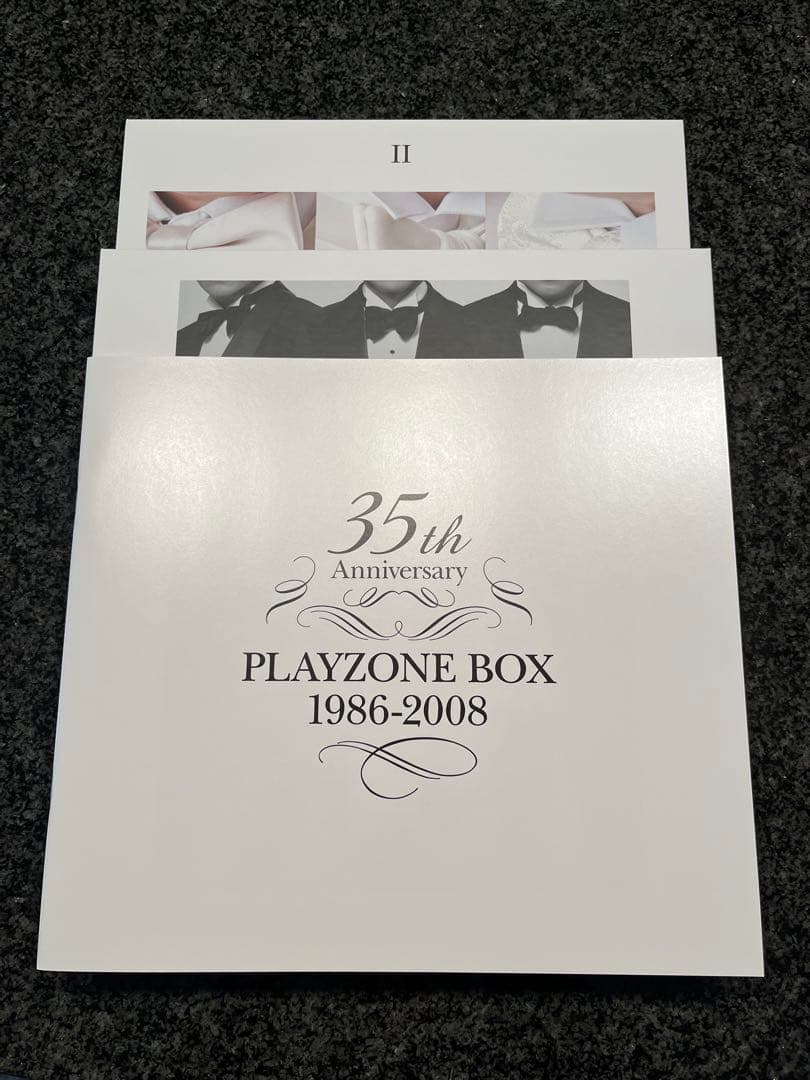 II
35th
Anniversary
PLAYZONE BOX
1986-2008